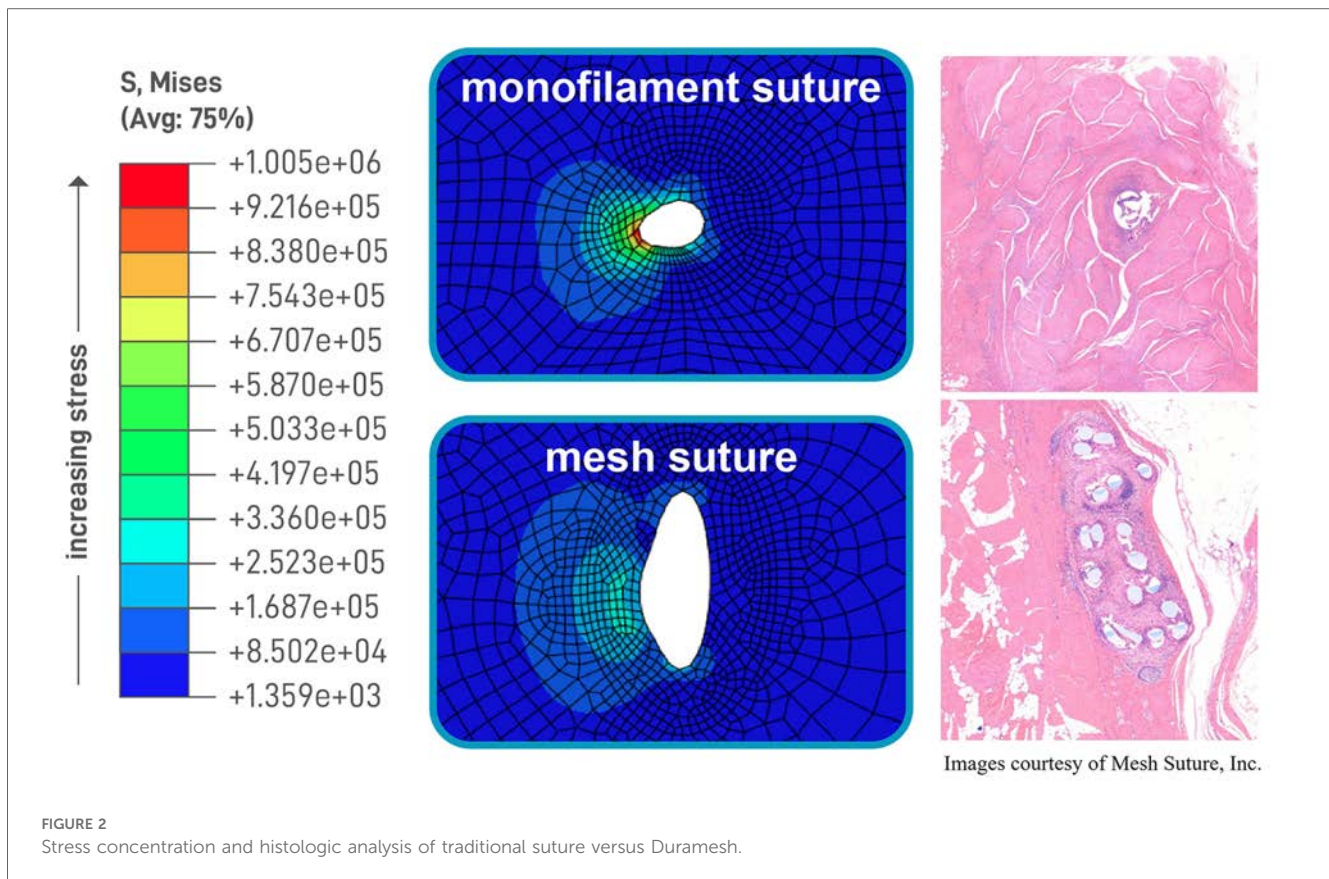 S, Mises
(Avg: 75%)
+1.005e+06
+9.216e+05
+8.380e+05
+7.543e+05
+6.707e+05
+5.870e+05
+5.033e+05
+4.197e+05
+3.360e+05
+2.523e+05
+1.687e+05
+8.502e+04
+1.359e+03
increasing stress
monofilament suture
mesh suture
Images courtesy of Mesh Suture, Inc.
FIGURE 2
Stress concentration and histologic analysis of traditional suture versus Duramesh.